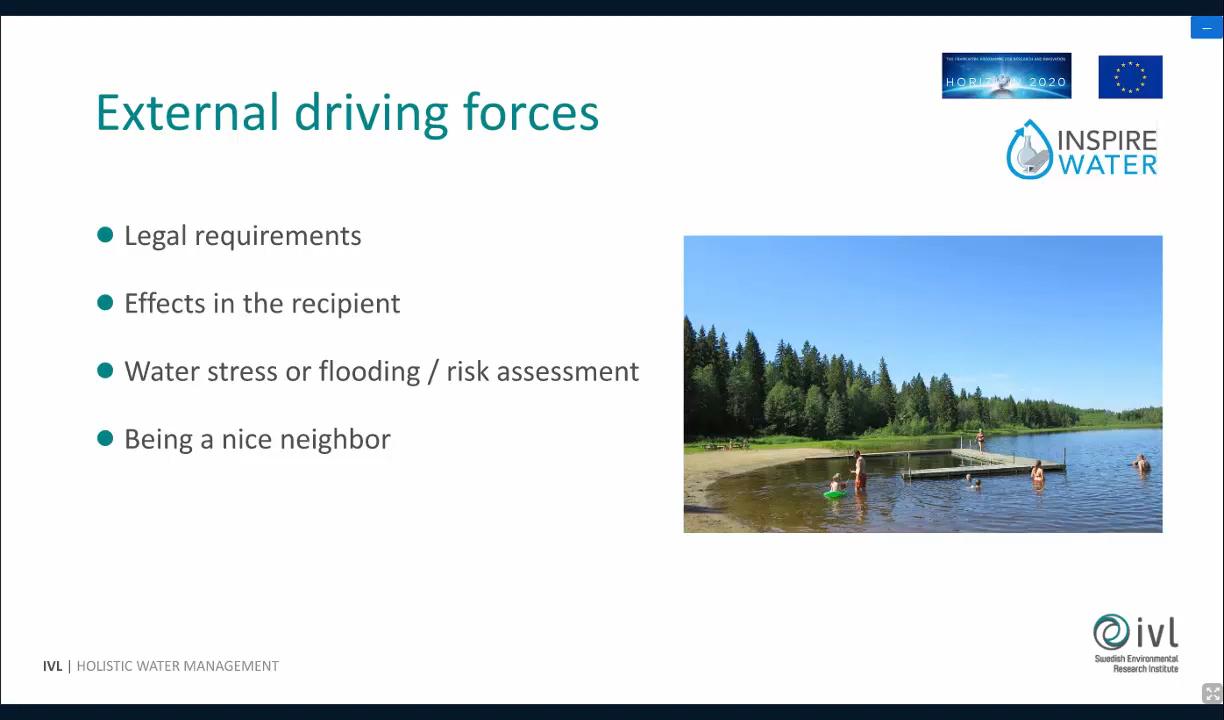 THE FRAMEWORK PROGRAMME FOR RESEARCH AND INNOVATION
HORIZON 2020
External driving forces
INSPIRE
WATER
Legal requirements
Effects in the recipient
Water stress or flooding / risk assessment
Being a nice neighbor
ivl
Swedish Environmental
Research Institute
IVL | HOLISTIC WATER MANAGEMENT